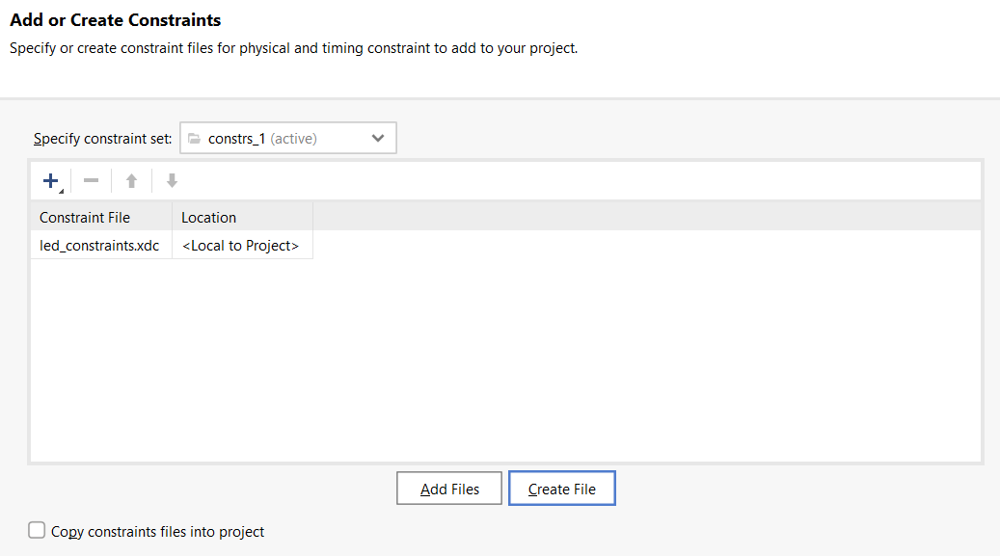 Add or Create Constraints
Specify or create constraint files for physical and timing constraint to add to your project.
Specify constraint set: constrs_1 (active)
Constraint File Location
led_constraints.xdc <Local to Project>
Add Files Create File
Copy constraints files into project